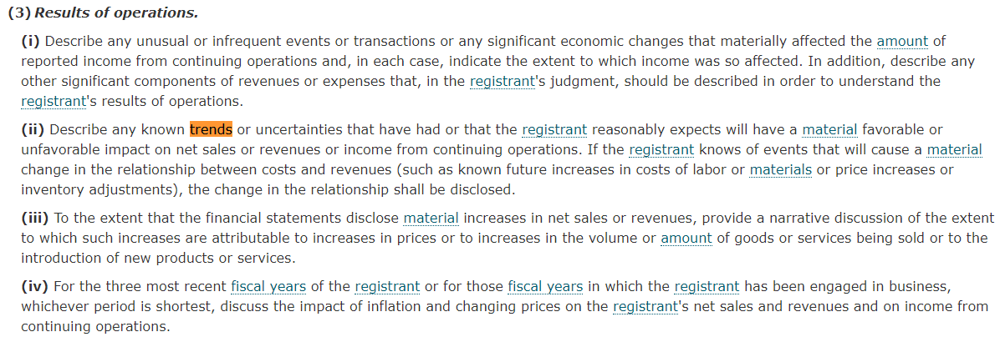 (3) Results of operations.
(i) Describe any unusual or infrequent events or transactions or any significant economic changes that materially affected the amount of
reported income from continuing operations and, in each case, indicate the extent to which income was so affected. In addition, describe any
other significant components of revenues or expenses that, in the registrant's judgment, should be described in order to understand the
registrant's results of operations.
(ii) Describe any known trends or uncertainties that have had or that the registrant reasonably expects will have a material favorable or
unfavorable impact on net sales or revenues or income from continuing operations. If the registrant knows of events that will cause a material
change in the relationship between costs and revenues (such as known future increases in costs of labor or materials or price increases or
inventory adjustments), the change in the relationship shall be disclosed.
(iii) To the extent that the financial statements disclose material increases in net sales or revenues, provide a narrative discussion of the extent
to which such increases are attributable to increases in prices or to increases in the volume or amount of goods or services being sold or to the
introduction of new products or services.
(iv) For the three most recent fiscal years of the registrant or for those fiscal years in which the registrant has been engaged in business,
whichever period is shortest, discuss the impact of inflation and changing prices on the registrant's net sales and revenues and on income from
continuing operations.